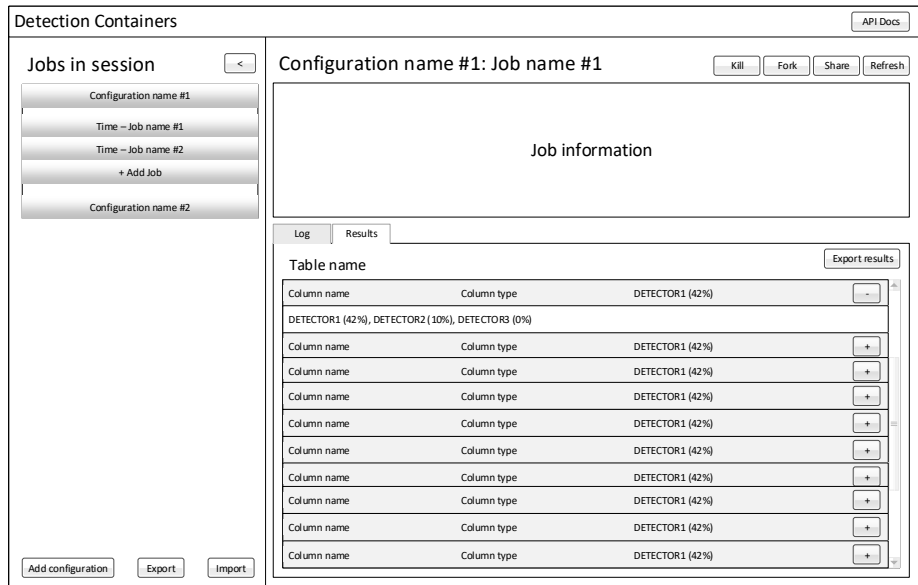 Detection Containers
API Docs
Jobs in session
<
Configuration name #1
Time – Job name #1
Time – Job name #2
+ Add Job
Configuration name #2
Add configuration
Export
Import
Configuration name #1: Job name #1
Kill
Fork
Share
Refresh
Job information
Log
Results
Table name
Export results
Column name Column type DETECTOR1 (42%) -
DETECTOR1 (42%), DETECTOR2 (10%), DETECTOR3 (0%)
Column name Column type DETECTOR1 (42%) +
Column name Column type DETECTOR1 (42%) +
Column name Column type DETECTOR1 (42%) +
Column name Column type DETECTOR1 (42%) +
Column name Column type DETECTOR1 (42%) +
Column name Column type DETECTOR1 (42%) +
Column name Column type DETECTOR1 (42%) +
Column name Column type DETECTOR1 (42%) +
Column name Column type DETECTOR1 (42%) +